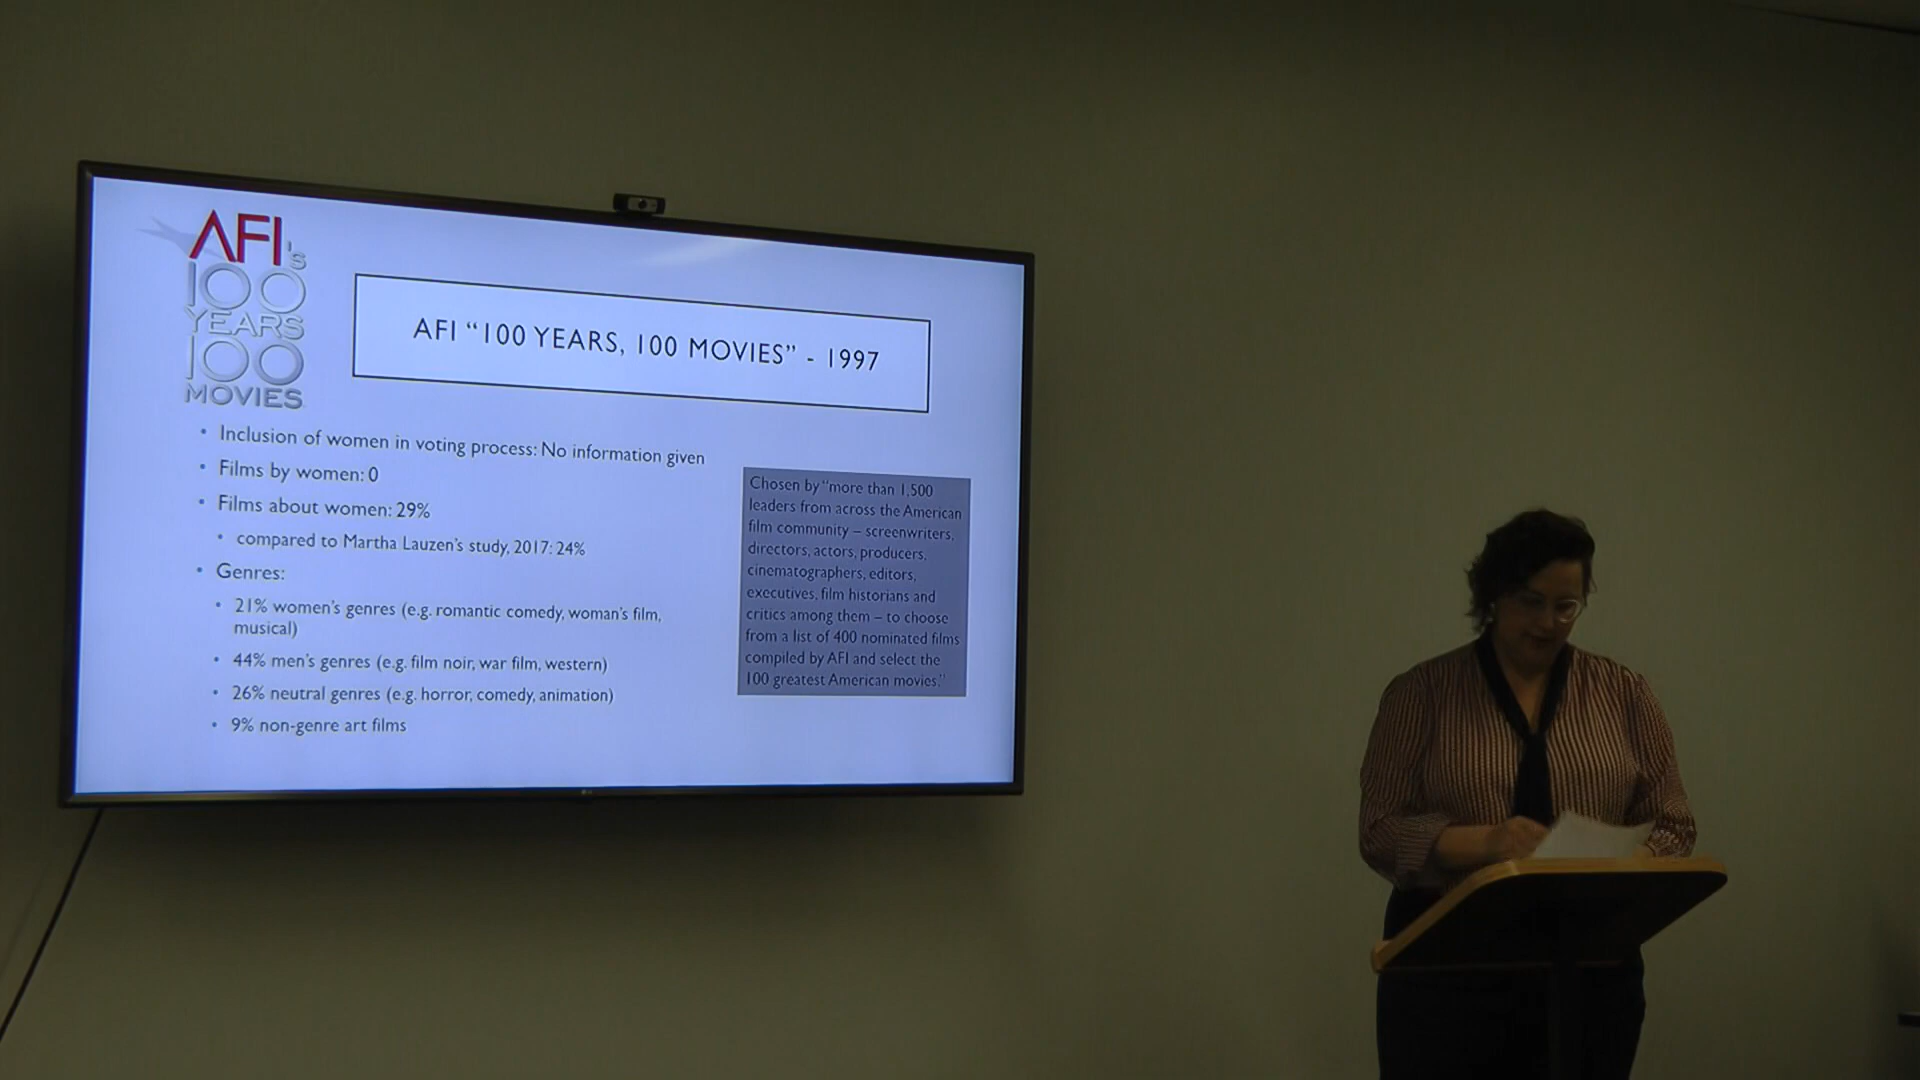 AFI's
100
YEARS
100
MOVIES
AFI “100 YEARS, 100 MOVIES” - 1997
• Inclusion of women in voting process: No information given
• Films by women: 0
• Films about women: 29%
• compared to Martha Lauzen's study, 2017: 24%
• Genres:
• 21% women's genres (e.g. romantic comedy, woman's film,
musical)
• 44% men's genres (e.g. film noir, war film, western)
• 26% neutral genres (e.g. horror, comedy, animation)
• 9% non-genre art films
Chosen by “more than 1,500
leaders from across the American
film community – screenwriters,
directors, actors, producers,
cinematographers, editors,
executives, film historians and
critics among them – to choose
from a list of 400 nominated films
compiled by AFI and select the
100 greatest American movies.”